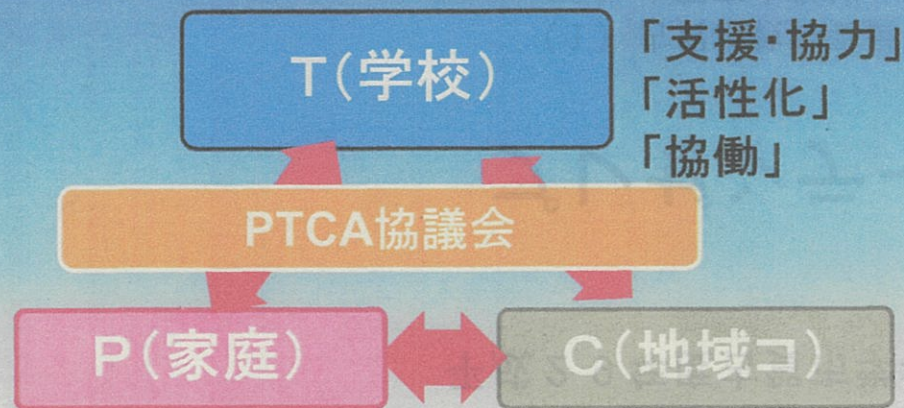 T(学校)
「支援・協力」
「活性化」
「協働」
PTCA協議会
P(家庭)
C(地域コ)